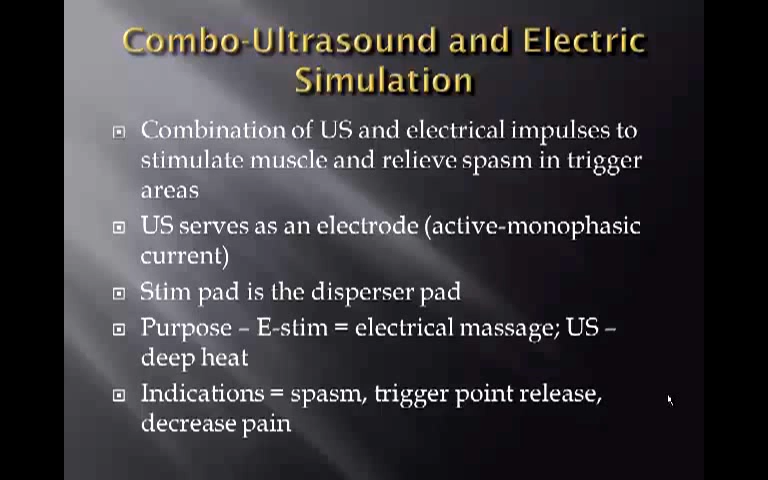 Combo-Ultrasound and Electric
Simulation
Combination of US and electrical impulses to
stimulate muscle and relieve spasm in trigger
areas
US serves as an electrode (active-monophasic
current)
Stim pad is the disperser pad
Purpose – E-stim = electrical massage; US –
deep heat
Indications = spasm, trigger point release,
decrease pain